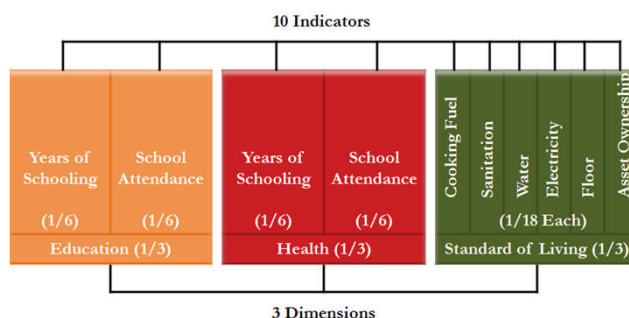 10 Indicators
Years of
Schooling
(1/6)
School
Attendance
(1/6)
Education (1/3)
Years of
Schooling
(1/6)
School
Attendance
(1/6)
Health (1/3)
Cooking Fuel
Sanitation
Water
Electricity
Floor
Asset Ownership
(1/18 Each)
Standard of Living (1/3)
3 Dimensions